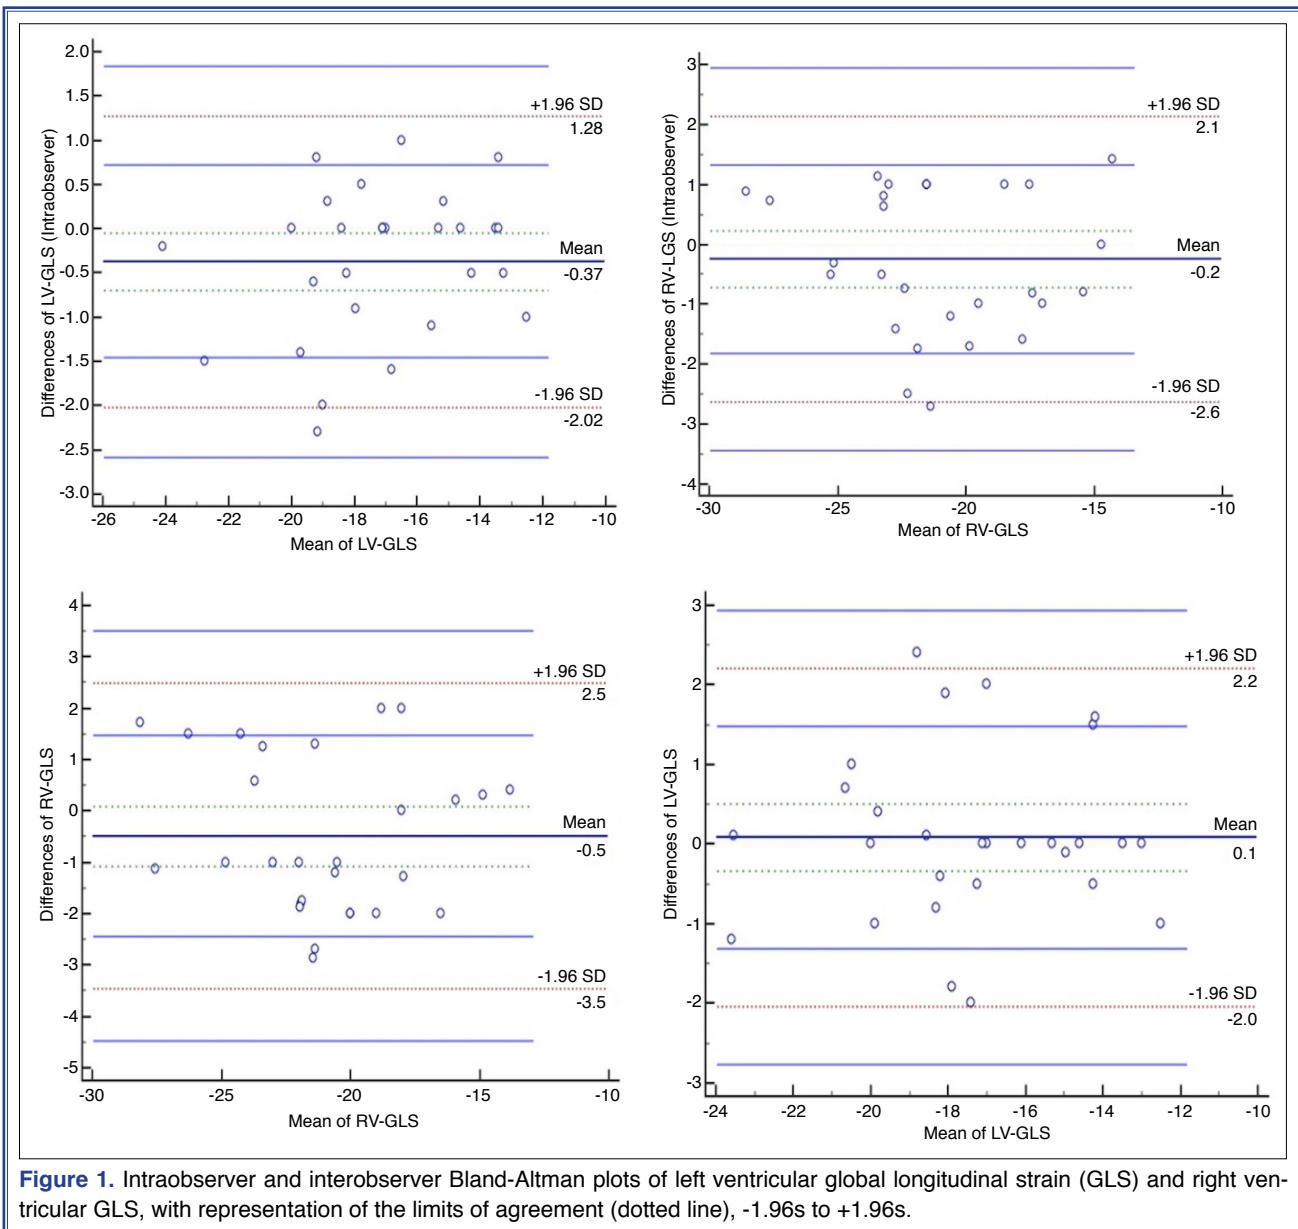 2.0
1.5
1.0
0.5
0.0
-0.5
-1.0
-1.5
-2.0
-2.5
-3.0
Differences of LV-GLS (Intraobserver)
+1.96 SD
1.28
Mean
-0.37
-1.96 SD
-2.02
-26 -24 -22 -20 -18 -16 -14 -12 -10
Mean of LV-GLS
3
2
1
0
-1
-2
-3
-4
Differences of RV-LGS (Intraobserver)
+1.96 SD
2.1
Mean
-0.2
-1.96 SD
-2.6
-30 -25 -20 -15 -10
Mean of RV-GLS
4
3
2
1
0
-1
-2
-3
-4
-5
Differences of RV-GLS
+1.96 SD
2.5
Mean
-0.5
-1.96 SD
-3.5
-30 -25 -20 -15 -10
Mean of RV-GLS
3
2
1
0
-1
-2
-3
Differences of LV-GLS
+1.96 SD
2.2
Mean
0.1
-1.96 SD
-2.0
-24 -22 -20 -18 -16 -14 -12 -10
Mean of LV-GLS
Figure 1. Intraobserver and interobserver Bland-Altman plots of left ventricular global longitudinal strain (GLS) and right ven-
tricular GLS, with representation of the limits of agreement (dotted line), -1.96s to +1.96s.